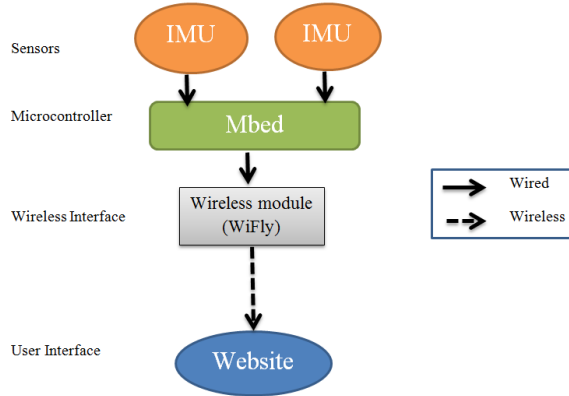 IMU
IMU
Sensors
Microcontroller
Mbed
Wired
Wireless Interface
Wireless module
(WiFly)
Wireless
User Interface
Website